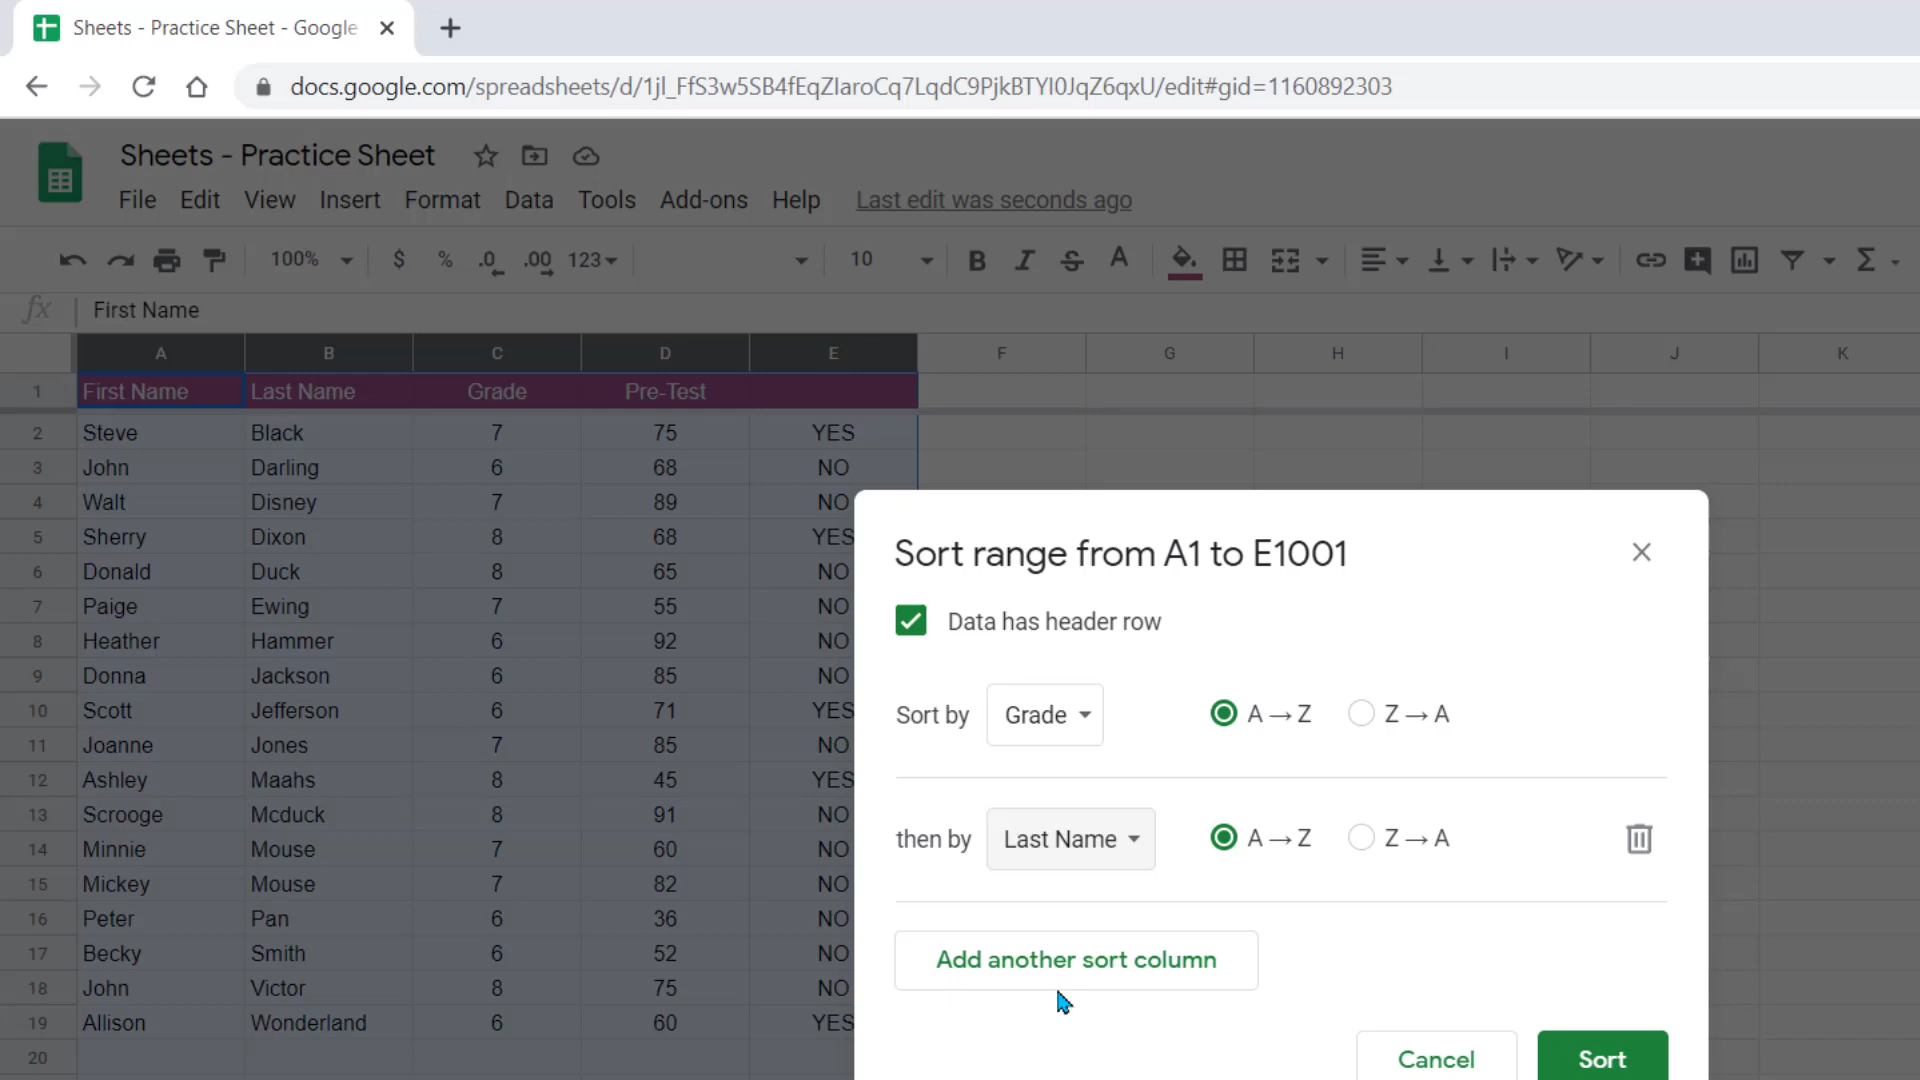 Sheets - Practice Sheet - Google
docs.google.com/spreadsheets/d/1jl_FfS3w5SB4fEqZIaroCq7LqdC9PjkBTYI0JqZ6qxU/edit#gid=1160892303
Sheets - Practice Sheet
File Edit View Insert Format Data Tools Add-ons Help Last edit was seconds ago
100% $ % .0 .00 123 10 B I S A Σ
fx First Name
A B C D E F G H I J K
1 First Name Last Name Grade Pre-Test
2 Steve Black 7 75 YES
3 John Darling 6 68 NO
4 Walt Disney 7 89 NO
5 Sherry Dixon 8 68 YES
6 Donald Duck 8 65 NO
7 Paige Ewing 7 55 NO
8 Heather Hammer 6 92 NO
9 Donna Jackson 6 85 NO
10 Scott Jefferson 6 71 YES
11 Joanne Jones 7 85 NO
12 Ashley Maahs 8 45 YES
13 Scrooge Mcduck 8 91 NO
14 Minnie Mouse 7 60 NO
15 Mickey Mouse 7 82 NO
16 Peter Pan 6 36 NO
17 Becky Smith 6 52 NO
18 John Victor 8 75 NO
19 Allison Wonderland 6 60 YES
20
Sort range from A1 to E1001
Data has header row
Sort by Grade A → Z Z → A
then by Last Name A → Z Z → A
Add another sort column
Cancel Sort